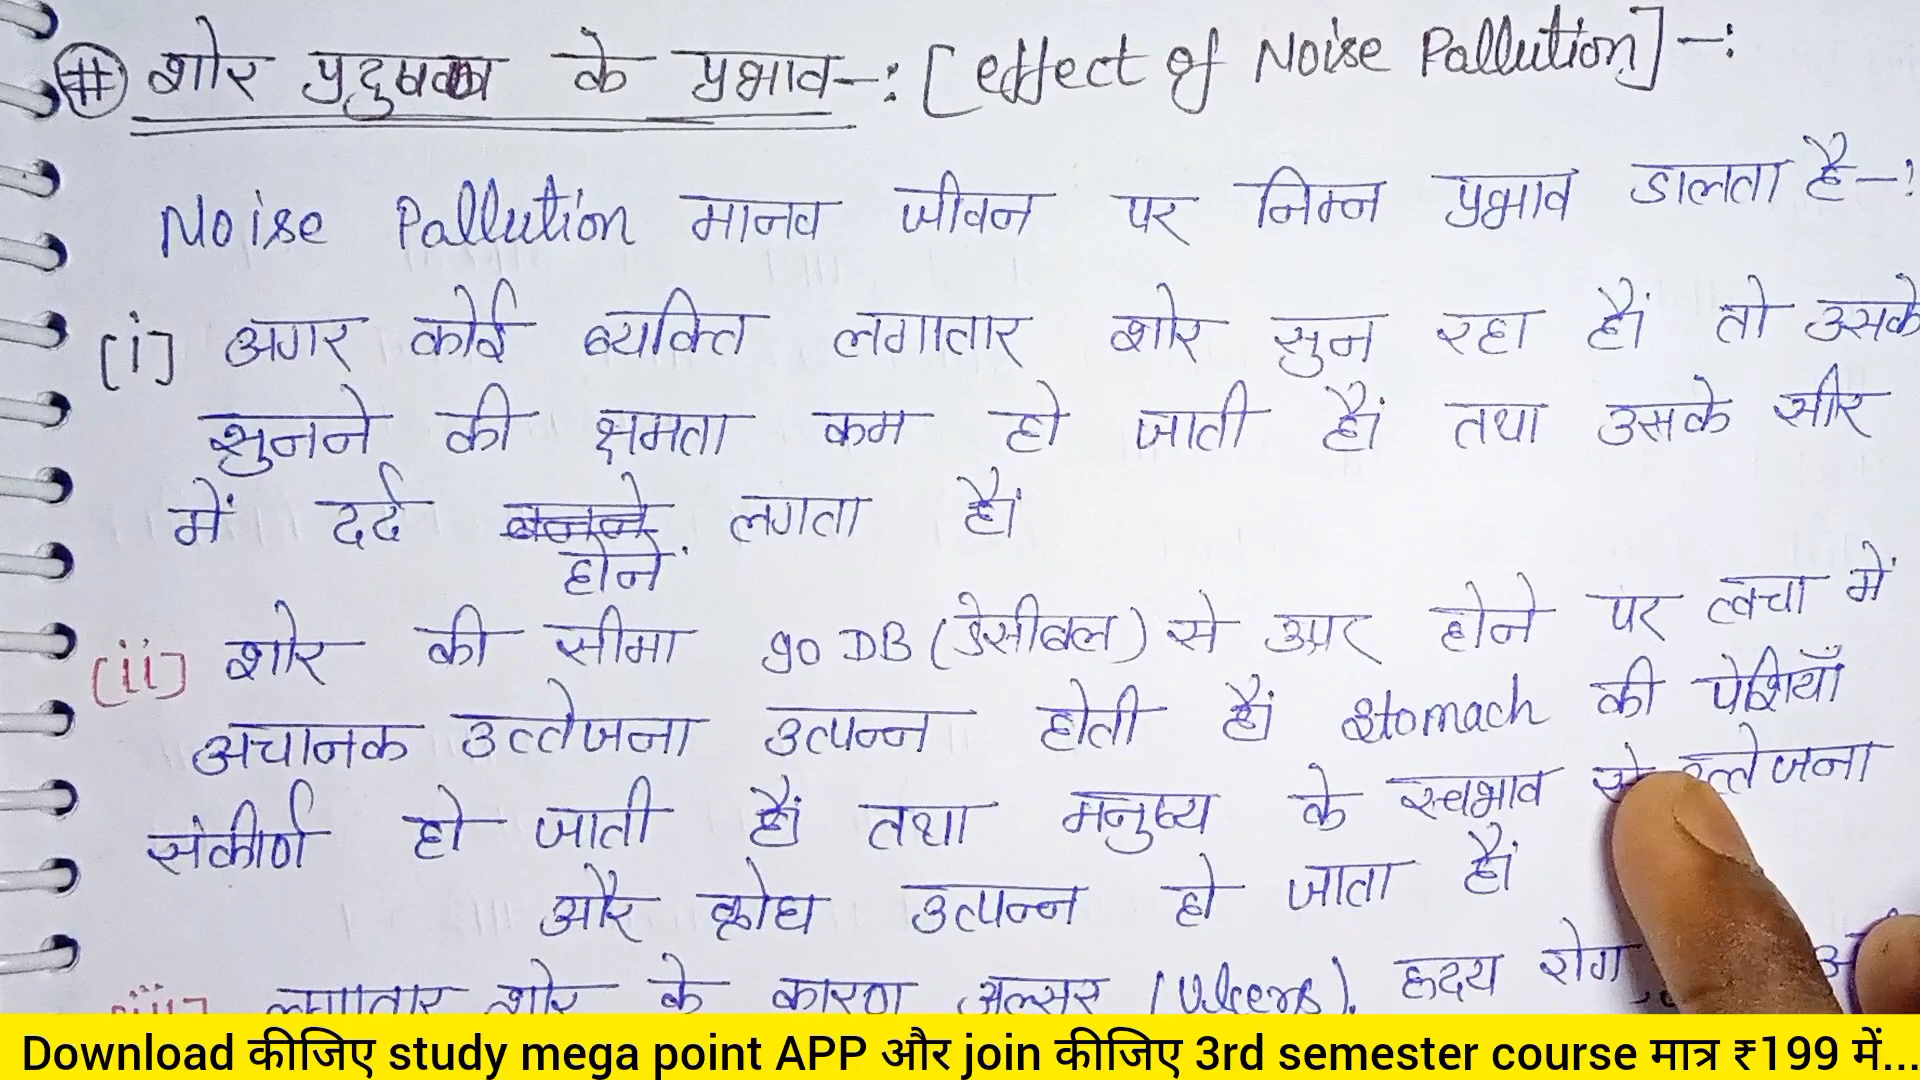 # शोर प्रदुषण के प्रभाव-: [effect of Noise Pallution] -:
Noise Pallution मानव जीवन पर निम्न प्रभाव डालता है-:
(i) अगर कोई व्यक्ति लगातार शोर सुन रहा हैं तो उसके
सुनने की क्षमता कम हो जाती हैं तथा उसके सीर
में दर्द बनने लगता हैं
होने
(ii) शोर की सीमा 90 DB (डेसीबल) से उपर होने पर त्वचा में
अचानक उत्तेजना उत्पन्न होती हैं Stomach की पेशियाँ
संकीर्ण हो जाती हैं तथा मनुष्य के स्वभाव से उत्तेजना
और क्रोध उत्पन्न हो जाता हैं
लगातार शोर के कारण अल्सर (Ulcers), हृदय रोग
Download कीजिए study mega point APP और join कीजिए 3rd semester course मात्र ₹199 में...